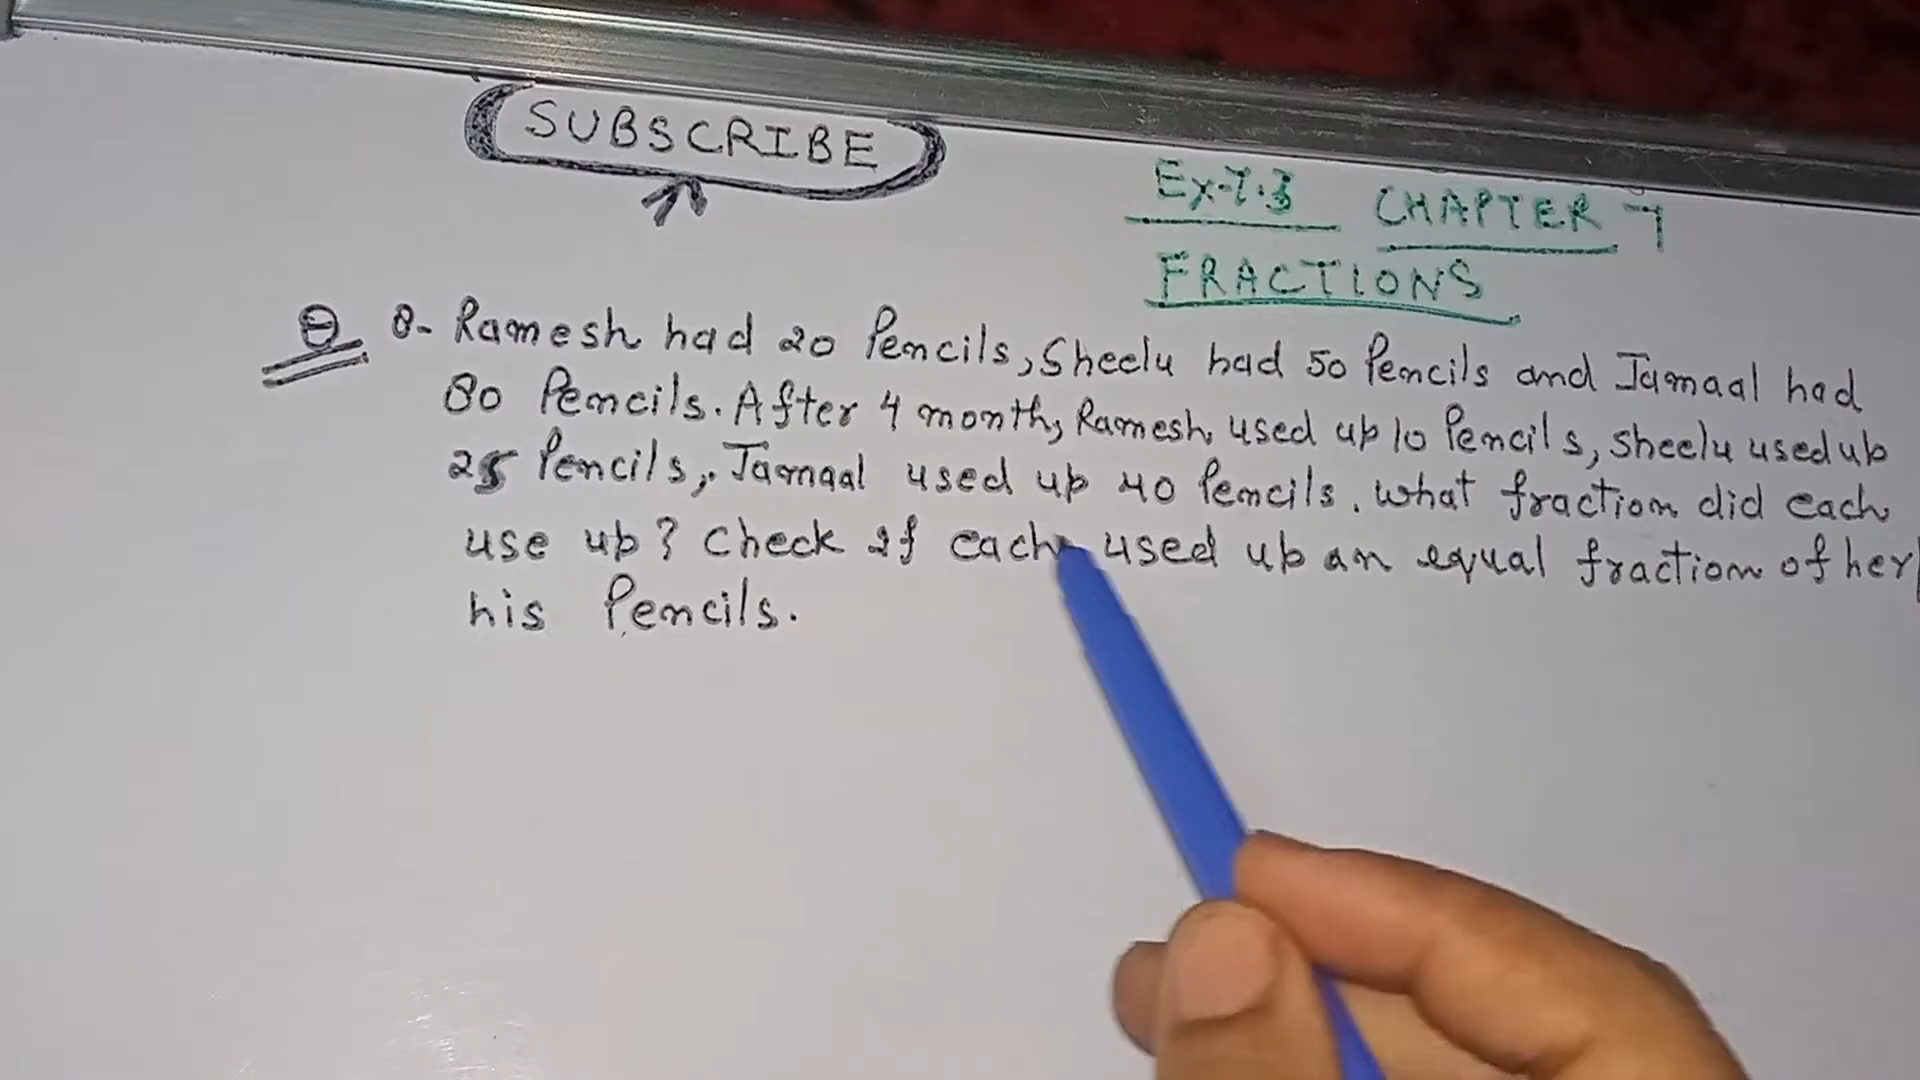 SUBSCRIBE
Ex-7.3 CHAPTER 7
FRACTIONS
Q 8- Ramesh had 20 Pencils, Sheelu had 50 Pencils and Jamaal had
80 Pencils. After 4 months, Ramesh used up 10 Pencils, Sheelu used up
25 Pencils, Jamaal used up 40 Pencils. What fraction did each
use up? Check if each used up an equal fraction of her/
his Pencils.